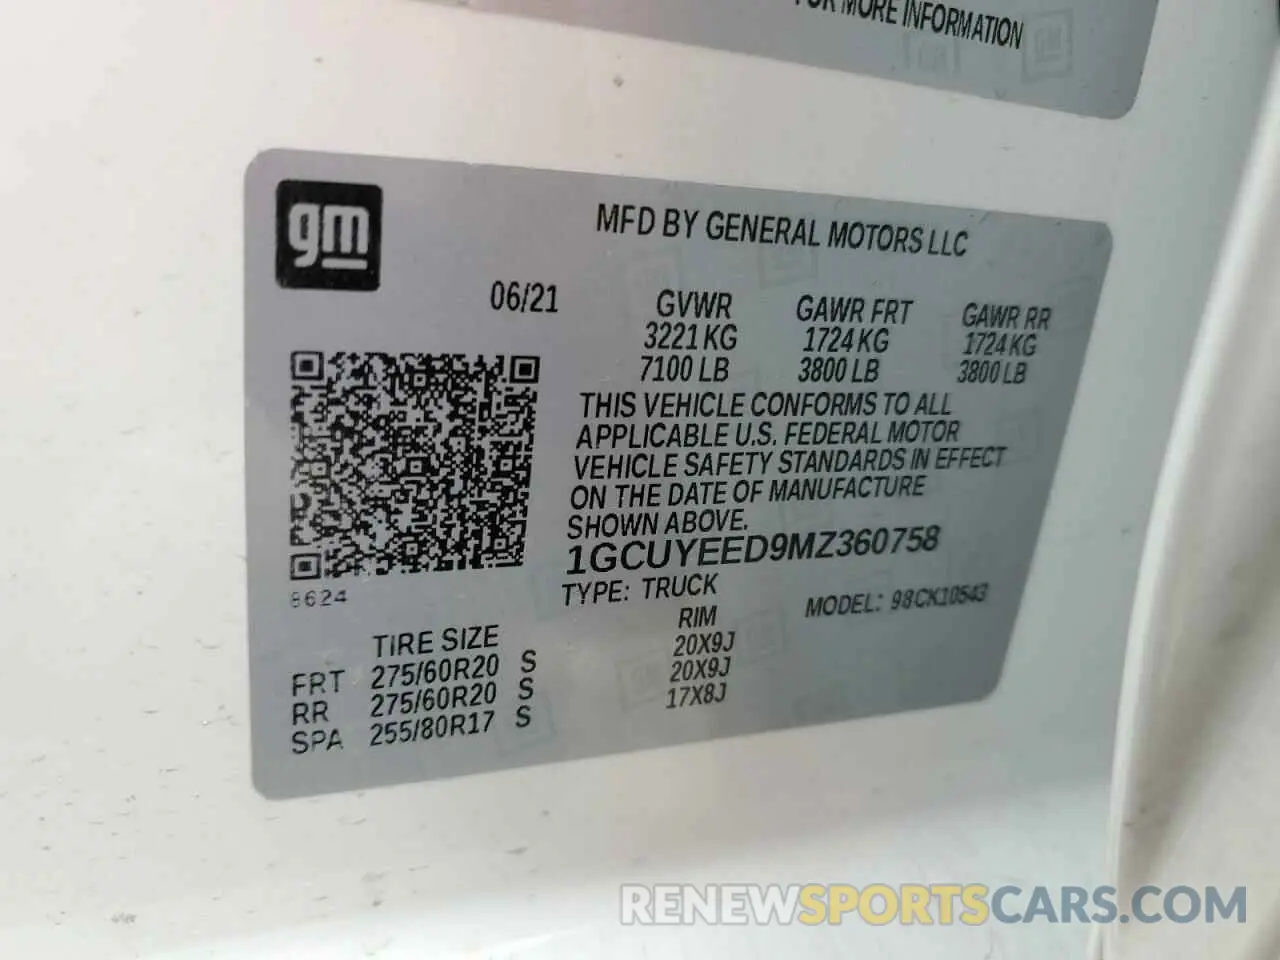 FOR MORE INFORMATION
gm
MFD BY GENERAL MOTORS LLC
06/21 GVWR GAWR FRT GAWR RR
3221 KG 1724 KG 1724 KG
7100 LB 3800 LB 3800 LB
THIS VEHICLE CONFORMS TO ALL
APPLICABLE U.S. FEDERAL MOTOR
VEHICLE SAFETY STANDARDS IN EFFECT
ON THE DATE OF MANUFACTURE
SHOWN ABOVE.
1GCUYEED9MZ360758
8624
TYPE: TRUCK MODEL: 98CK10543
TIRE SIZE RIM
FRT 275/60R20 S 20X9J
RR 275/60R20 S 20X9J
SPA 255/80R17 S 17X8J
RENEWSPORTSCARS.COM